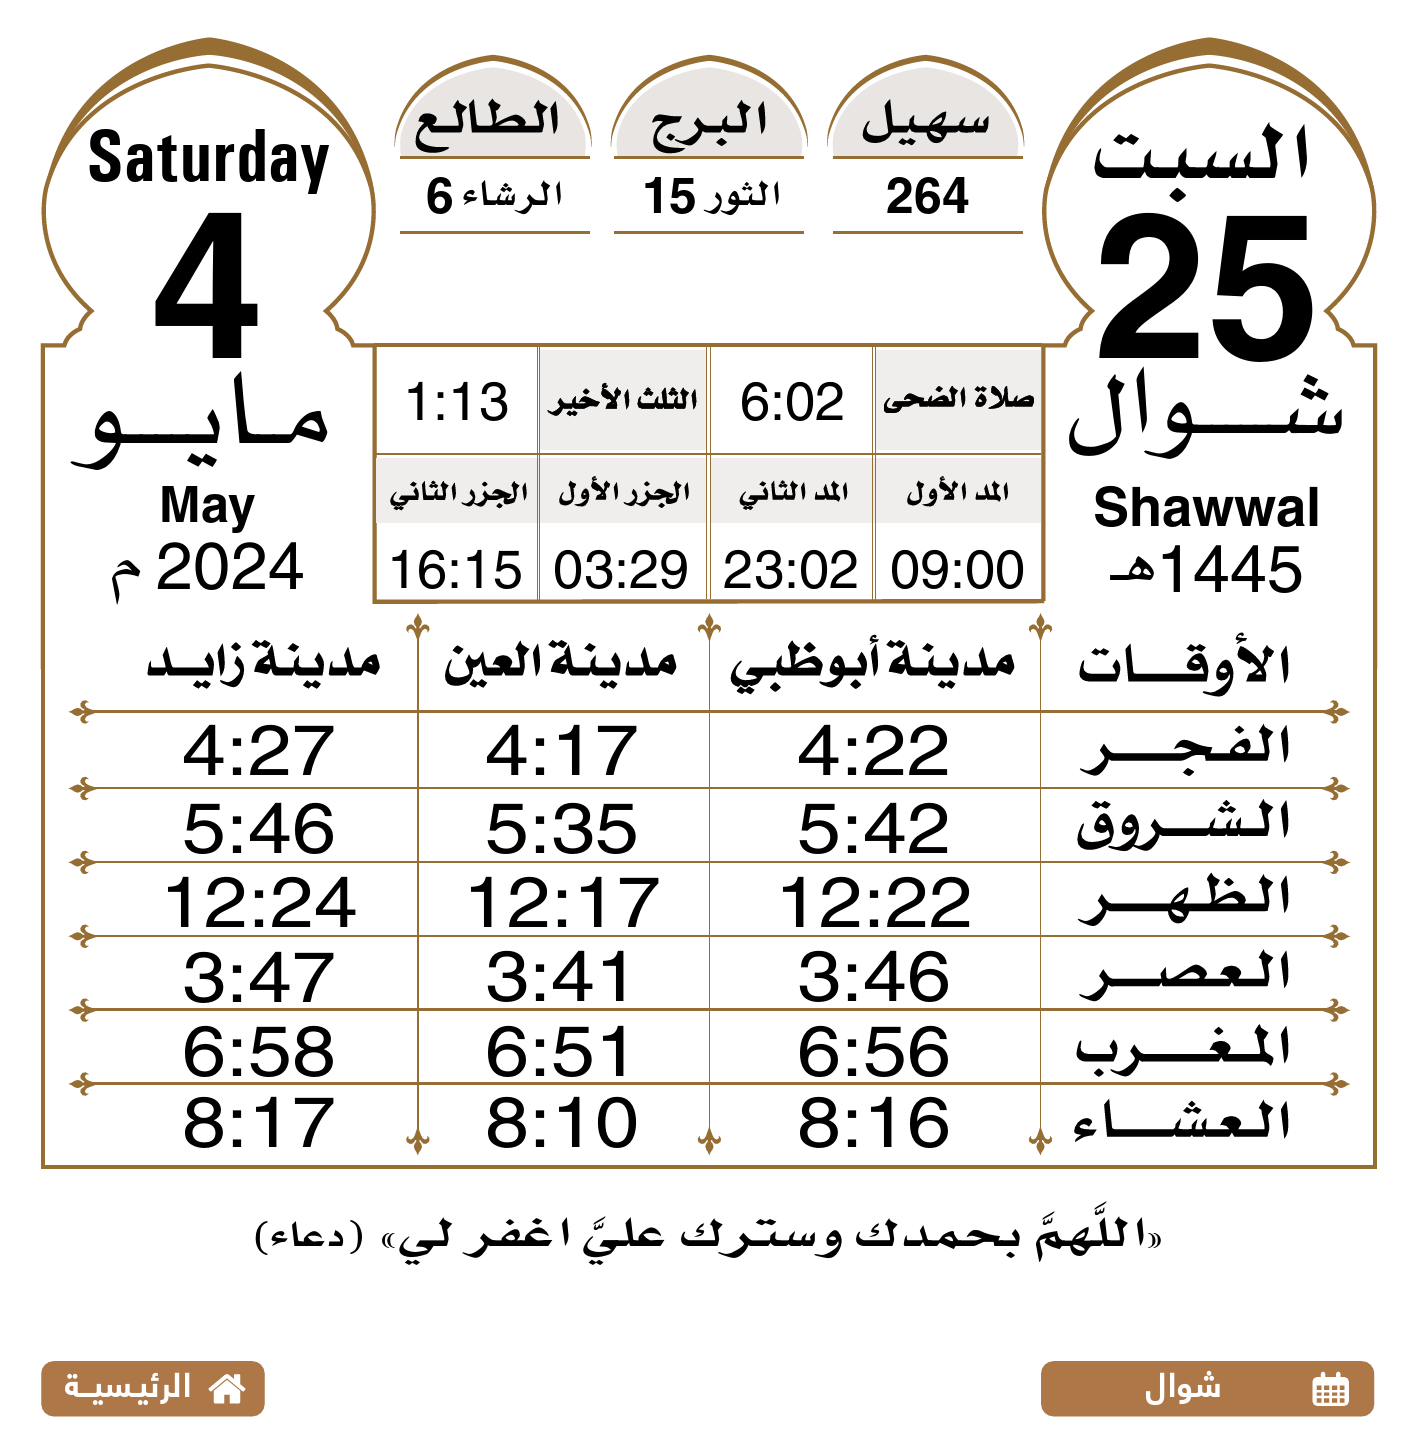 السبت
25
شوال
Shawwal
1445هـ
سهيل
264
البرج
الثور 15
الطالع
الرشاء 6
Saturday
4
مايو
May
2024 م
صلاة الضحى 6:02 الثلث الأخير 1:13
المد الأول المد الثاني الجزر الأول الجزر الثاني
09:00 23:02 03:29 16:15
الأوقات مدينة أبوظبي مدينة العين مدينة زايد
الفجر 4:22 4:17 4:27
الشروق 5:42 5:35 5:46
الظهر 12:22 12:17 12:24
العصر 3:46 3:41 3:47
المغرب 6:56 6:51 6:58
العشاء 8:16 8:10 8:17
«اللَّهمَّ بحمدك وسترك عليَّ اغفر لي» (دعاء)
شوال
الرئيسية